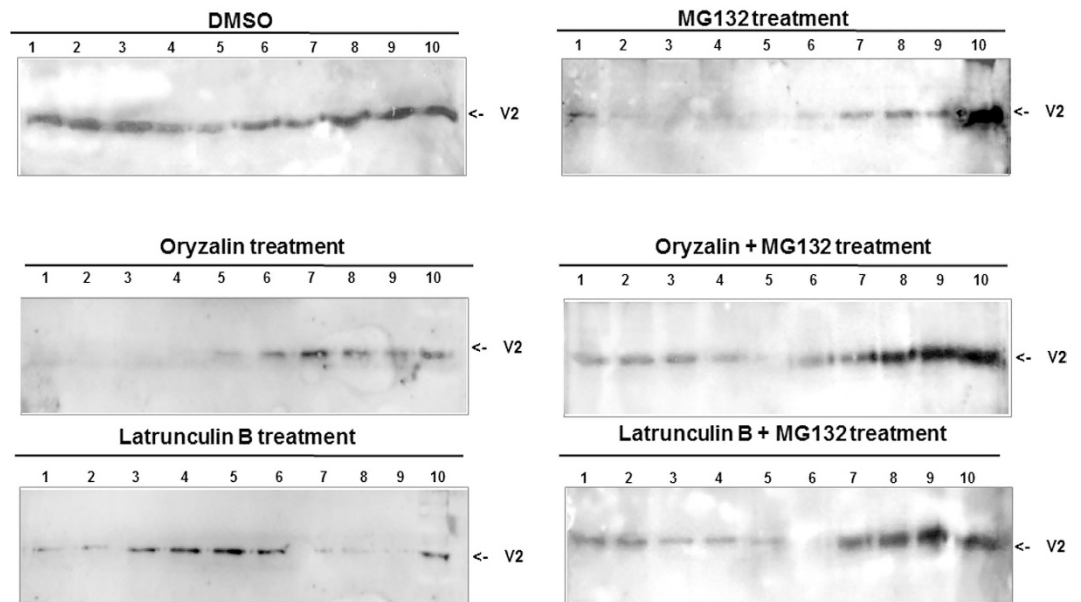 DMSO
1 2 3 4 5 6 7 8 9 10
<- V2
MG132 treatment
1 2 3 4 5 6 7 8 9 10
<- V2
Oryzalin treatment
1 2 3 4 5 6 7 8 9 10
<- V2
Oryzalin + MG132 treatment
1 2 3 4 5 6 7 8 9 10
<- V2
Latrunculin B treatment
1 2 3 4 5 6 7 8 9 10
<- V2
Latrunculin B + MG132 treatment
1 2 3 4 5 6 7 8 9 10
<- V2